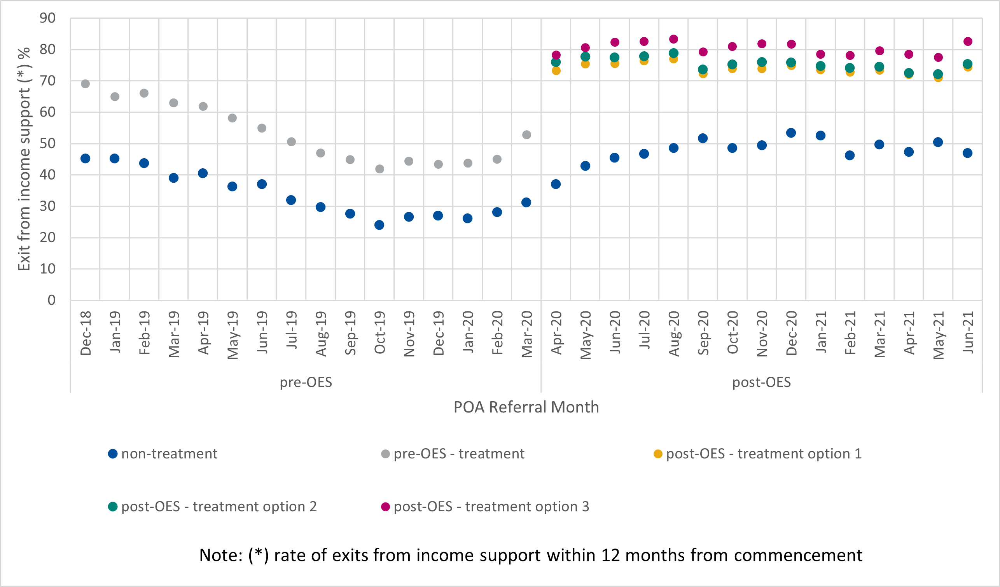 Exit from income support (*) %
90
80
70
60
50
40
30
20
10
0
Dec-18
Jan-19
Feb-19
Mar-19
Apr-19
May-19
Jun-19
Jul-19
Aug-19
Sep-19
Oct-19
Nov-19
Dec-19
Jan-20
Feb-20
Mar-20
Apr-20
May-20
Jun-20
Jul-20
Aug-20
Sep-20
Oct-20
Nov-20
Dec-20
Jan-21
Feb-21
Mar-21
Apr-21
May-21
Jun-21
pre-OES
post-OES
POA Referral Month
non-treatment
pre-OES - treatment
post-OES - treatment option 1
post-OES - treatment option 2
post-OES - treatment option 3
Note: (*) rate of exits from income support within 12 months from commencement